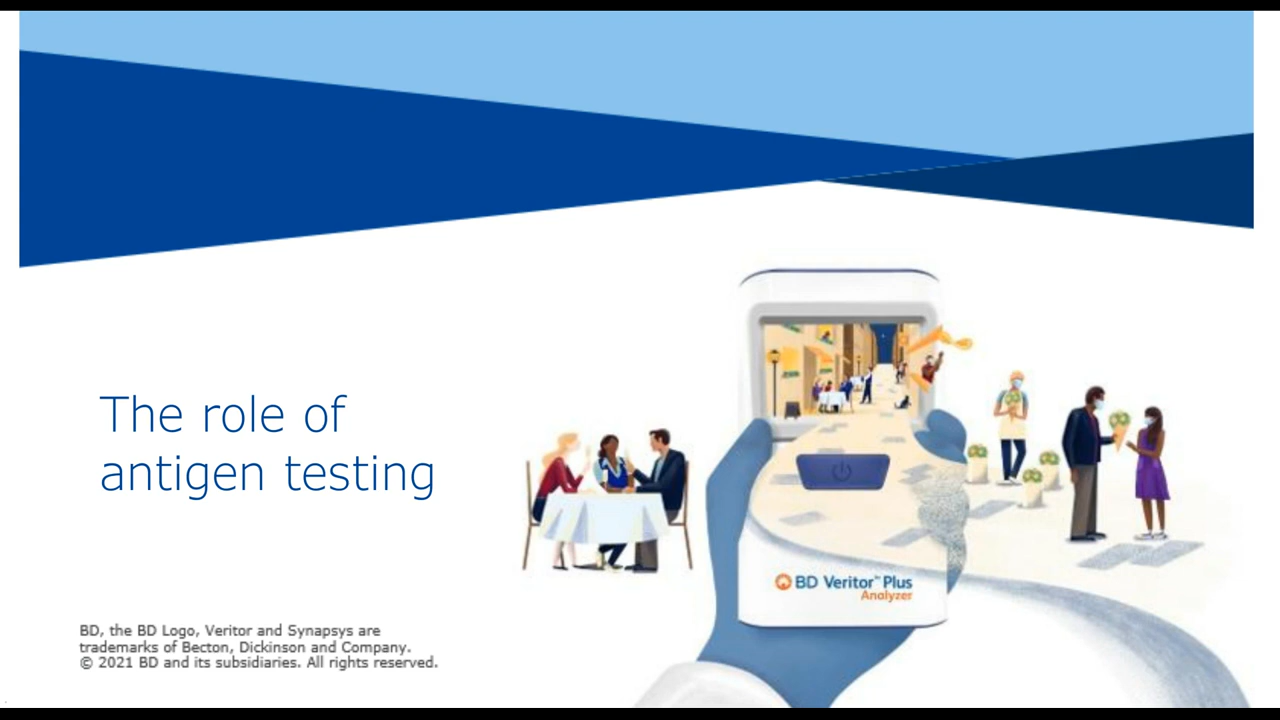 The role of
antigen testing
BD Veritor™ Plus
Analyzer
BD, the BD Logo, Veritor and Synapsys are
trademarks of Becton, Dickinson and Company.
© 2021 BD and its subsidiaries. All rights reserved.